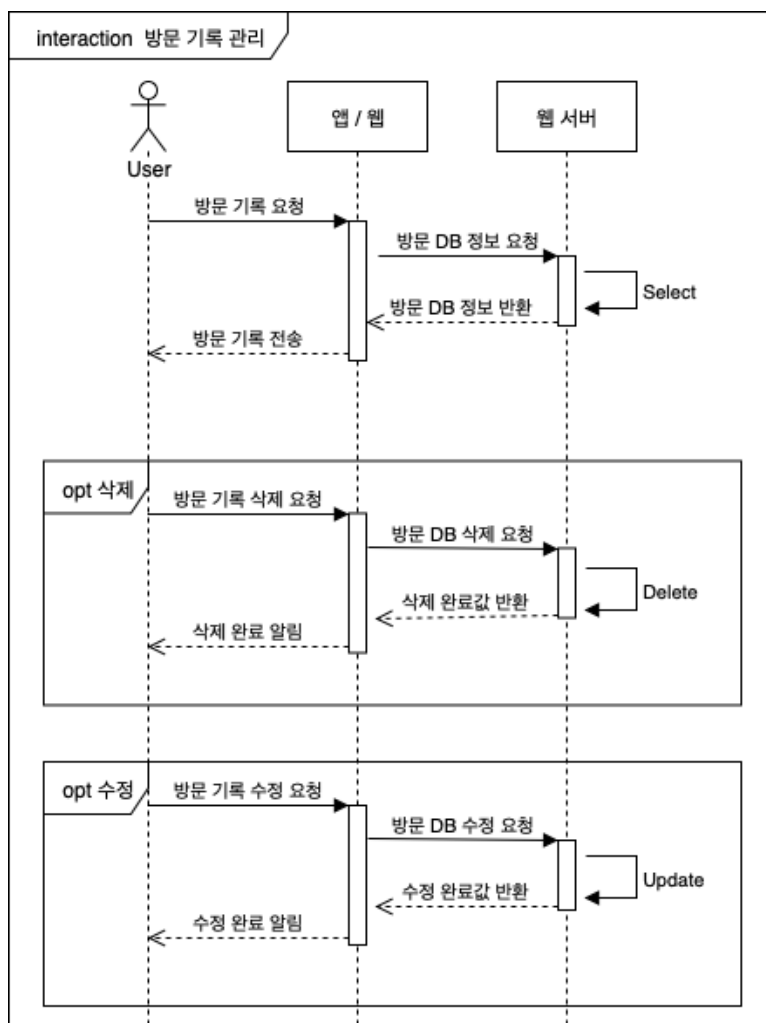 interaction 방문 기록 관리
앱 / 웹
웹 서버
User
방문 기록 요청
방문 DB 정보 요청
Select
방문 DB 정보 반환
방문 기록 전송
opt 삭제
방문 기록 삭제 요청
방문 DB 삭제 요청
Delete
삭제 완료값 반환
삭제 완료 알림
opt 수정
방문 기록 수정 요청
방문 DB 수정 요청
Update
수정 완료값 반환
수정 완료 알림